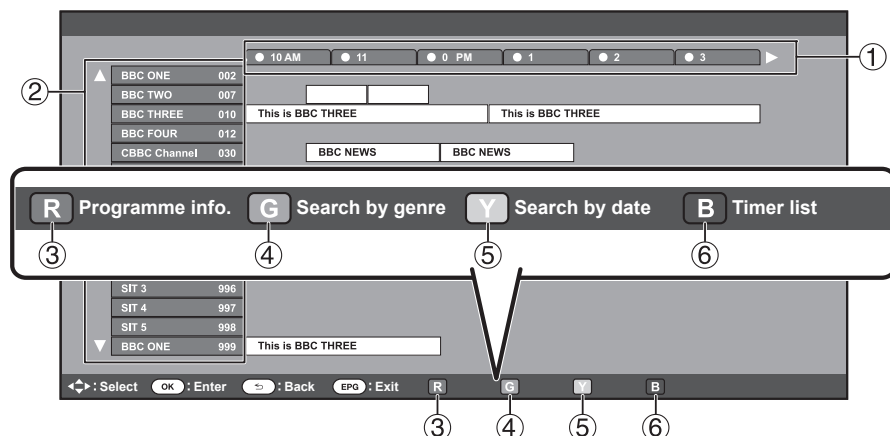 10 AM 11 0 PM 1 2 3 ①
②
BBC ONE 002
BBC TWO 007
BBC THREE 010 This is BBC THREE This is BBC THREE
BBC FOUR 012
CBBC Channel 030 BBC NEWS BBC NEWS
R Programme info. G Search by genre Y Search by date B Timer list
③ ④ ⑤ ⑥
SIT 3 996
SIT 4 997
SIT 5 998
BBC ONE 999 This is BBC THREE
: Select OK : Enter : Back EPG : Exit R G Y B
③ ④ ⑤ ⑥